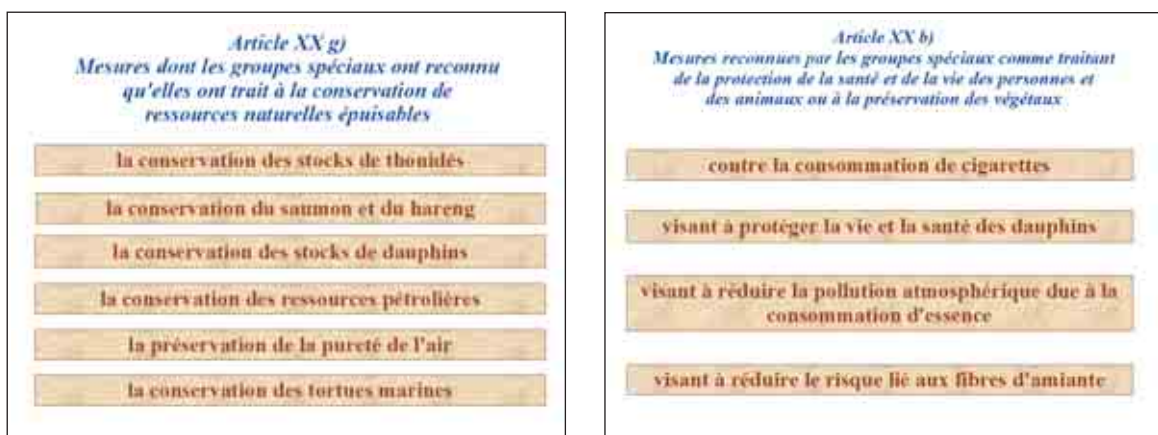 Article XX g)
Mesures dont les groupes spéciaux ont reconnu
qu'elles ont trait à la conservation de
ressources naturelles épuisables
la conservation des stocks de thonidés
la conservation du saumon et du hareng
la conservation des stocks de dauphins
la conservation des ressources pétrolières
la préservation de la pureté de l'air
la conservation des tortues marines
Article XX b)
Mesures reconnues par les groupes spéciaux comme traitant
de la protection de la santé et de la vie des personnes et
des animaux ou à la préservation des végétaux
contre la consommation de cigarettes
visant à protéger la vie et la santé des dauphins
visant à réduire la pollution atmosphérique due à la
consommation d'essence
visant à réduire le risque lié aux fibres d'amiante